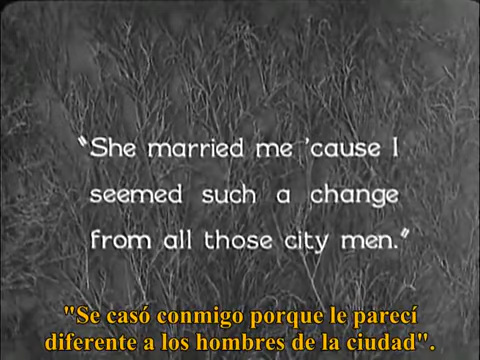 "She married me 'cause I
seemed such a change
from all those city men."
"Se casó conmigo porque le parecí
diferente a los hombres de la ciudad".